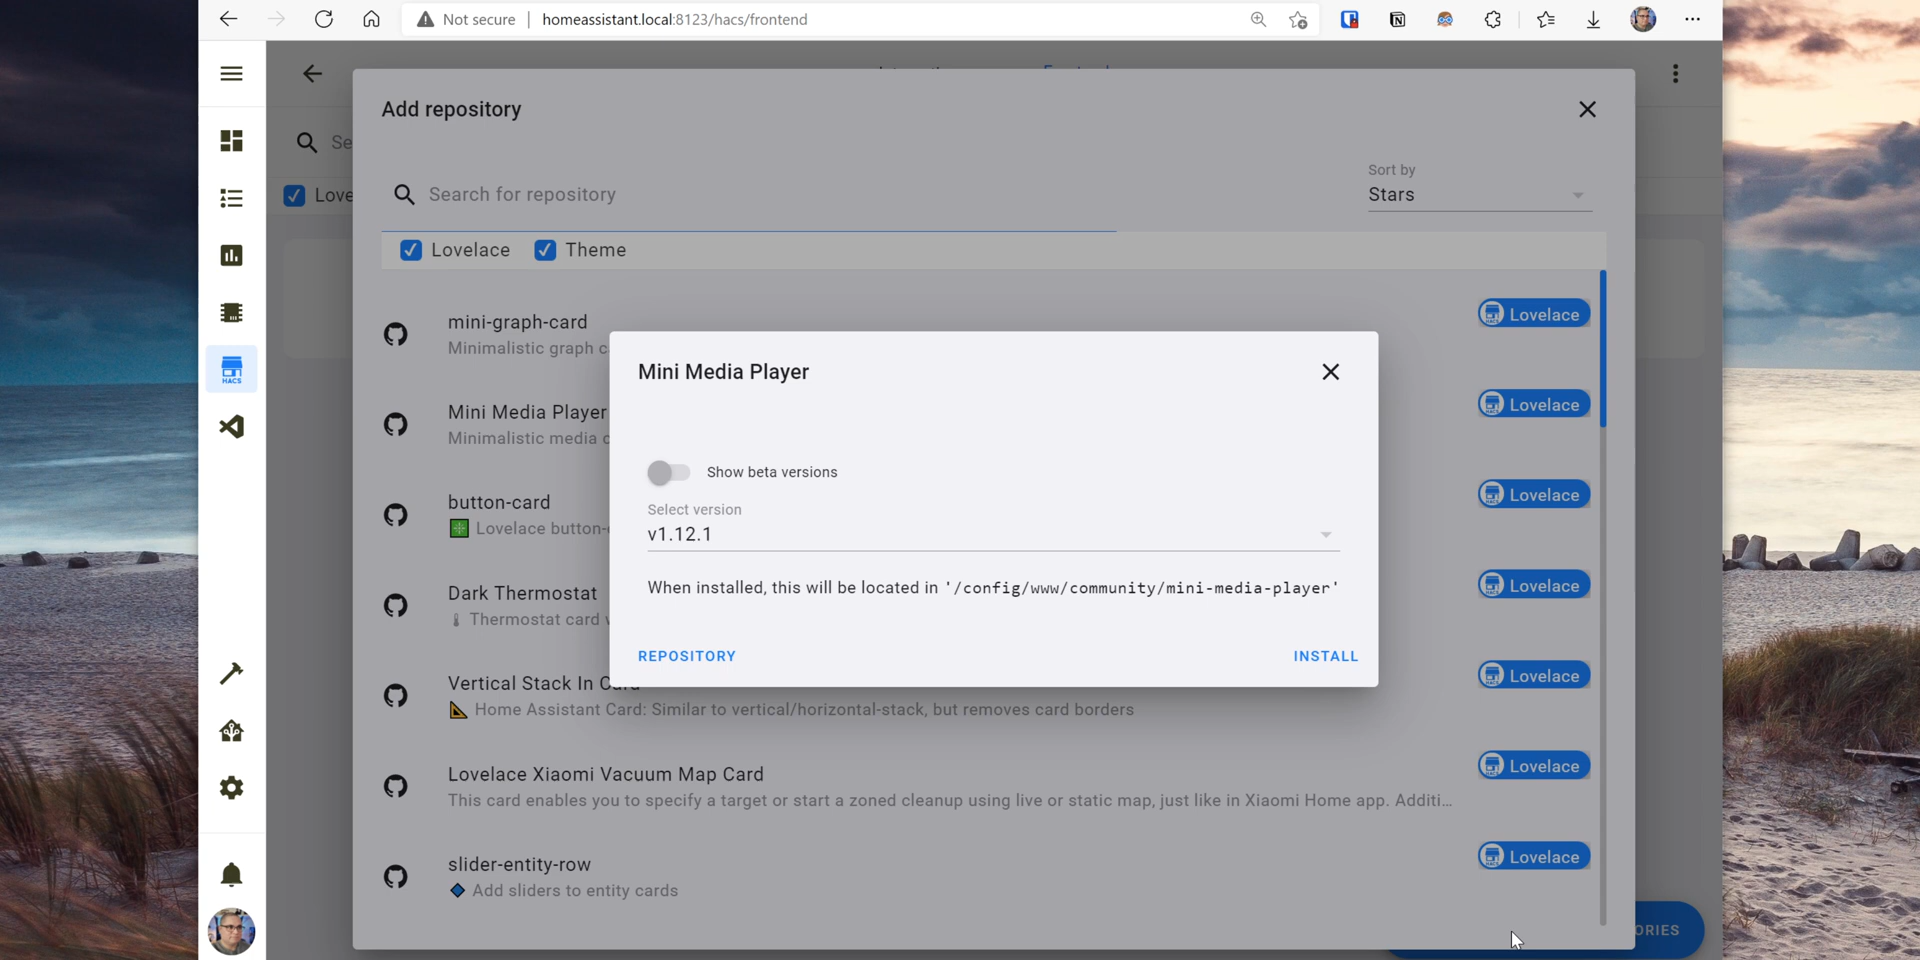 Not secure
homeassistant.local:8123/hacs/frontend
Add repository
Se
Search for repository
Sort by
Stars
Love
Lovelace
Theme
mini-graph-card
Minimalistic graph c
Lovelace
Mini Media Player
Minimalistic media c
Lovelace
button-card
Lovelace button-
Lovelace
Dark Thermostat
Thermostat card
Lovelace
Vertical Stack In Card
Home Assistant Card: Similar to vertical/horizontal-stack, but removes card borders
Lovelace
Lovelace Xiaomi Vacuum Map Card
This card enables you to specify a target or start a zoned cleanup using live or static map, just like in Xiaomi Home app. Additi...
Lovelace
slider-entity-row
Add sliders to entity cards
Lovelace
Mini Media Player
Show beta versions
Select version
v1.12.1
When installed, this will be located in '/config/www/community/mini-media-player'
REPOSITORY
INSTALL
HACS
ORIES